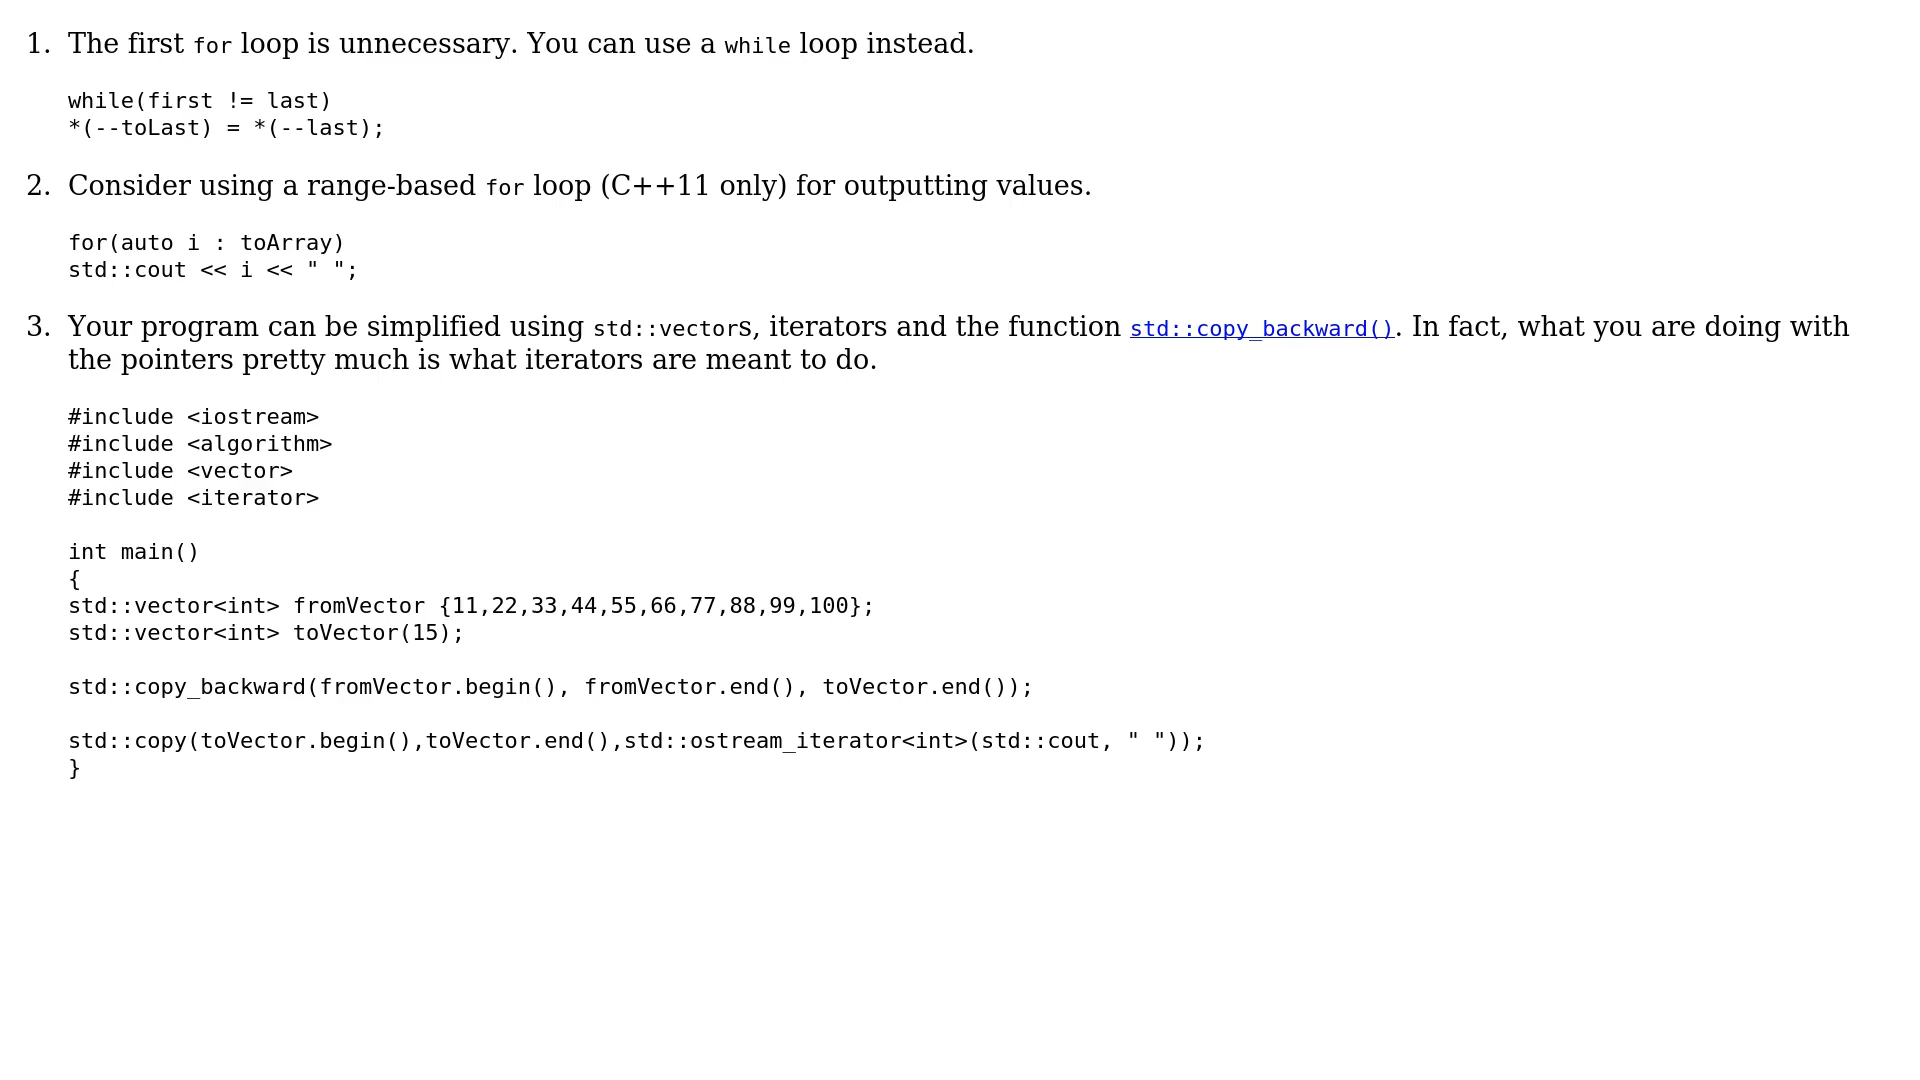 1. The first for loop is unnecessary. You can use a while loop instead.
while(first != last)
*(--toLast) = *(--last);
2. Consider using a range-based for loop (C++11 only) for outputting values.
for(auto i : toArray)
std::cout << i << " ";
3. Your program can be simplified using std::vectors, iterators and the function std::copy_backward(). In fact, what you are doing with
the pointers pretty much is what iterators are meant to do.
#include <iostream>
#include <algorithm>
#include <vector>
#include <iterator>
int main()
{
std::vector<int> fromVector {11,22,33,44,55,66,77,88,99,100};
std::vector<int> toVector(15);
std::copy_backward(fromVector.begin(), fromVector.end(), toVector.end());
std::copy(toVector.begin(),toVector.end(),std::ostream_iterator<int>(std::cout, " "));
}